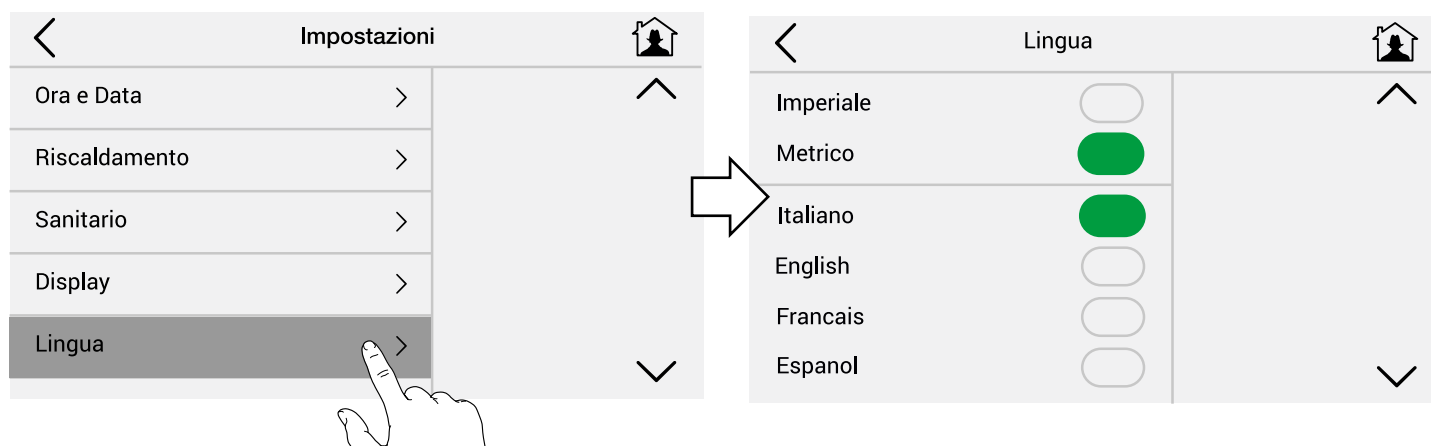 Impostazioni
Ora e Data
Riscaldamento
Sanitario
Display
Lingua
Lingua
Imperiale
Metrico
Italiano
English
Francais
Espanol